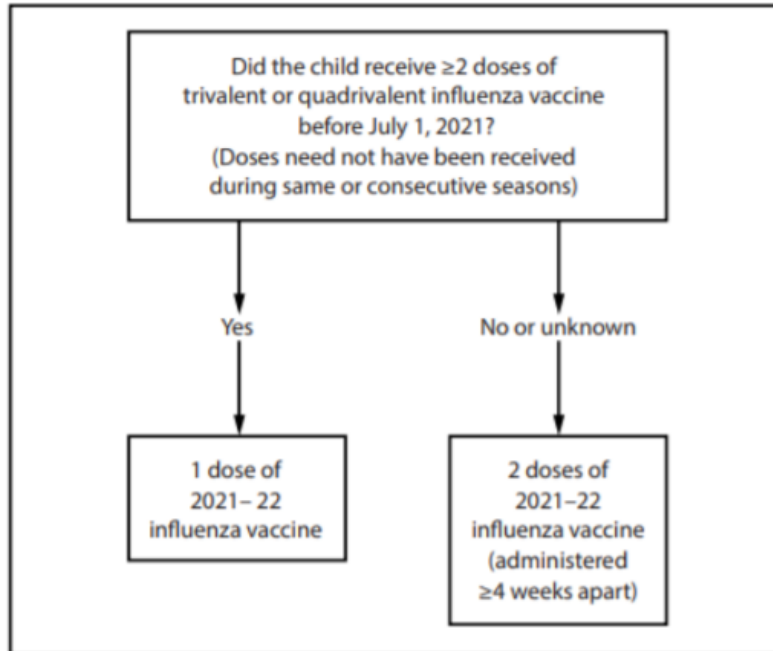 Did the child receive ≥2 doses of
trivalent or quadrivalent influenza vaccine
before July 1, 2021?
(Doses need not have been received
during same or consecutive seasons)
Yes
No or unknown
1 dose of
2021– 22
influenza vaccine
2 doses of
2021–22
influenza vaccine
(administered
≥4 weeks apart)